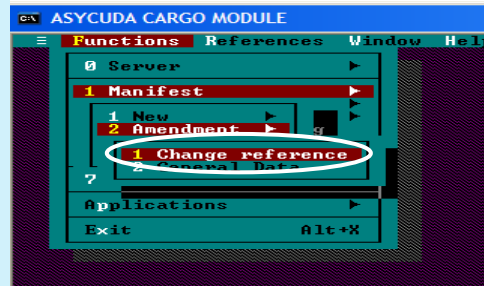 ASYCUDA CARGO MODULE
≡ Functions References Window Help
0 Server ►
1 Manifest ►
1 New ►
2 Amendment ►
1 Change reference
2 General Data
7
Applications ►
Exit Alt+X